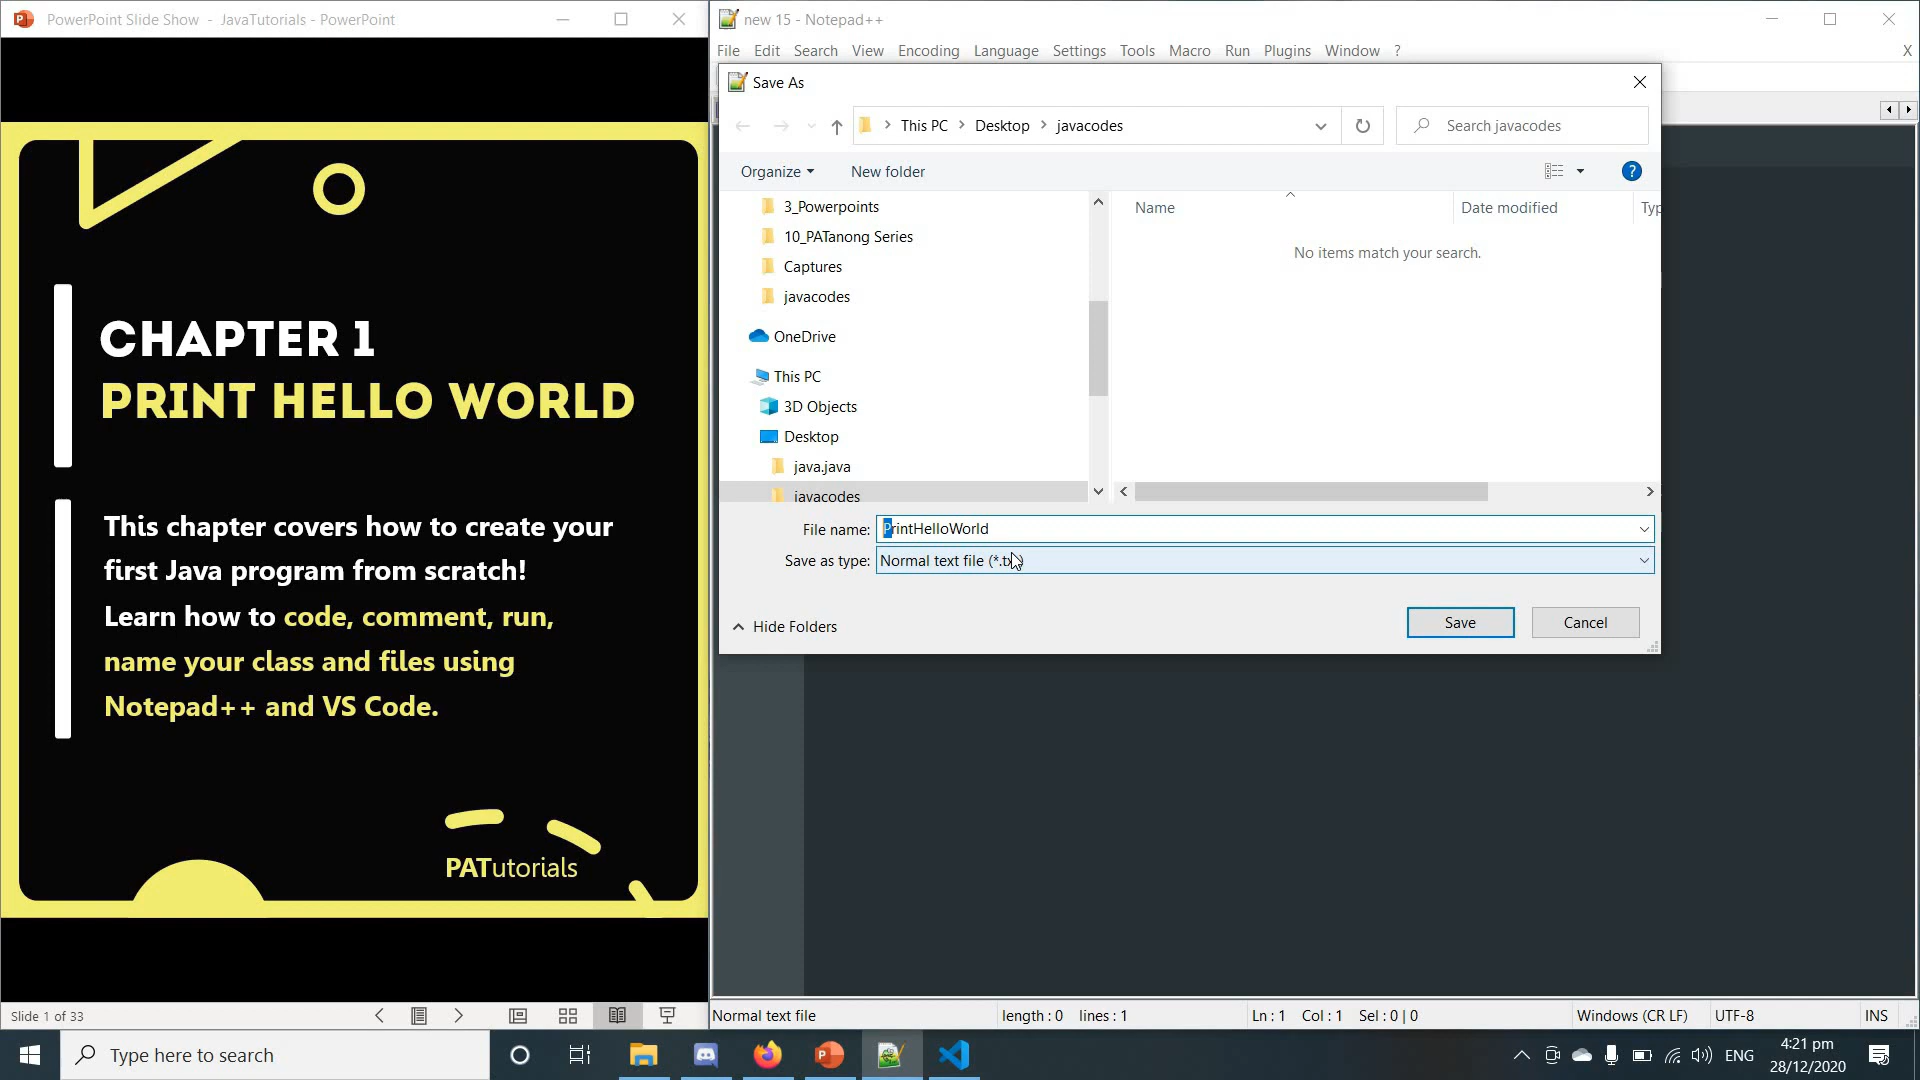 PowerPoint Slide Show - JavaTutorials - PowerPoint
CHAPTER 1
PRINT HELLO WORLD
This chapter covers how to create your
first Java program from scratch!
Learn how to code, comment, run,
name your class and files using
Notepad++ and VS Code.
PATutorials
Slide 1 of 33
new 15 - Notepad++
File Edit Search View Encoding Language Settings Tools Macro Run Plugins Window ? X
Save As
This PC > Desktop > javacodes
Search javacodes
Organize New folder
?
3_Powerpoints
10_PATanong Series
Captures
javacodes
OneDrive
This PC
3D Objects
Desktop
java.java
javacodes
Name Date modified Typ
No items match your search.
File name: PrintHelloWorld
Save as type: Normal text file (*.txt)
Hide Folders
Save Cancel
Normal text file length : 0 lines : 1 Ln : 1 Col : 1 Sel : 0 | 0 Windows (CR LF) UTF-8 INS
Type here to search
ENG
4:21 pm
28/12/2020